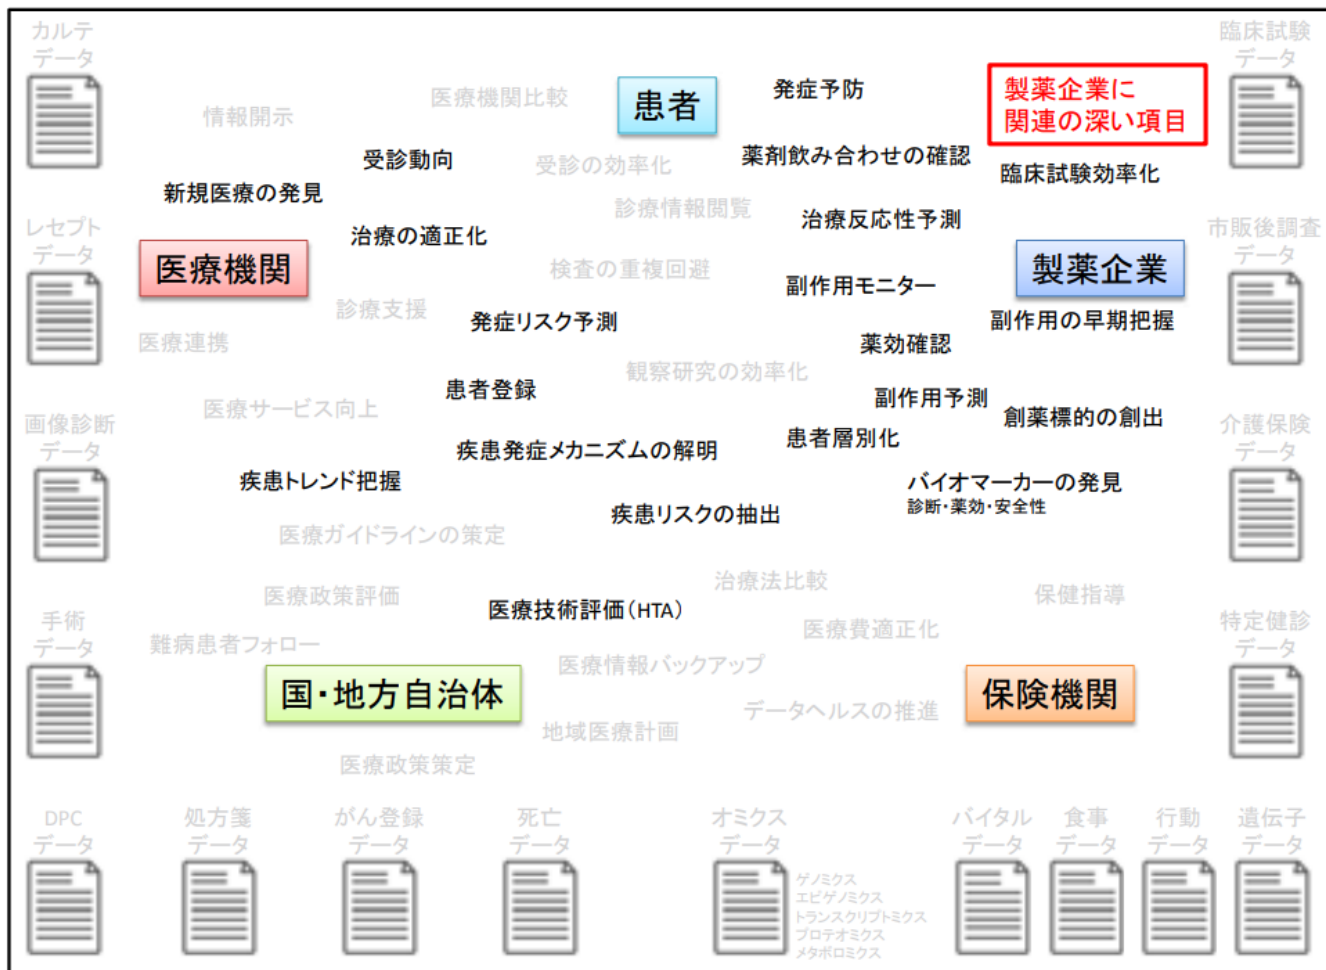 カルテ
データ
臨床試験
データ
発症予防
製薬企業に
関連の深い項目
医療機関比較
患者
情報開示
受診動向
受診の効率化
薬剤飲み合わせの確認
臨床試験効率化
新規医療の発見
診療情報閲覧
治療反応性予測
レセプト
データ
治療の適正化
市販後調査
データ
医療機関
検査の重複回避
製薬企業
副作用モニター
診療支援
発症リスク予測
副作用の早期把握
医療連携
薬効確認
観察研究の効率化
患者登録
副作用予測
医療サービス向上
創薬標的の創出
画像診断
データ
患者層別化
介護保険
データ
疾患発症メカニズムの解明
疾患トレンド把握
バイオマーカーの発見
診断・薬効・安全性
疾患リスクの抽出
医療ガイドラインの策定
治療法比較
医療政策評価
保健指導
医療技術評価(HTA)
手術
データ
医療費適正化
特定健診
データ
難病患者フォロー
医療情報バックアップ
国・地方自治体
保険機関
データヘルスの推進
地域医療計画
医療政策策定
DPC
データ
処方箋
データ
がん登録
データ
死亡
データ
オミクス
データ
ゲノミクス
エピゲノミクス
トランスクリプトミクス
プロテオミクス
メタボロミクス
バイタル
データ
食事
データ
行動
データ
遺伝子
データ